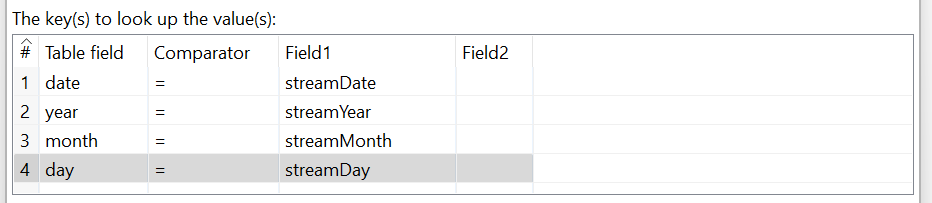 The key(s) to look up the value(s):
# Table field Comparator Field1 Field2
1 date = streamDate
2 year = streamYear
3 month = streamMonth
4 day = streamDay